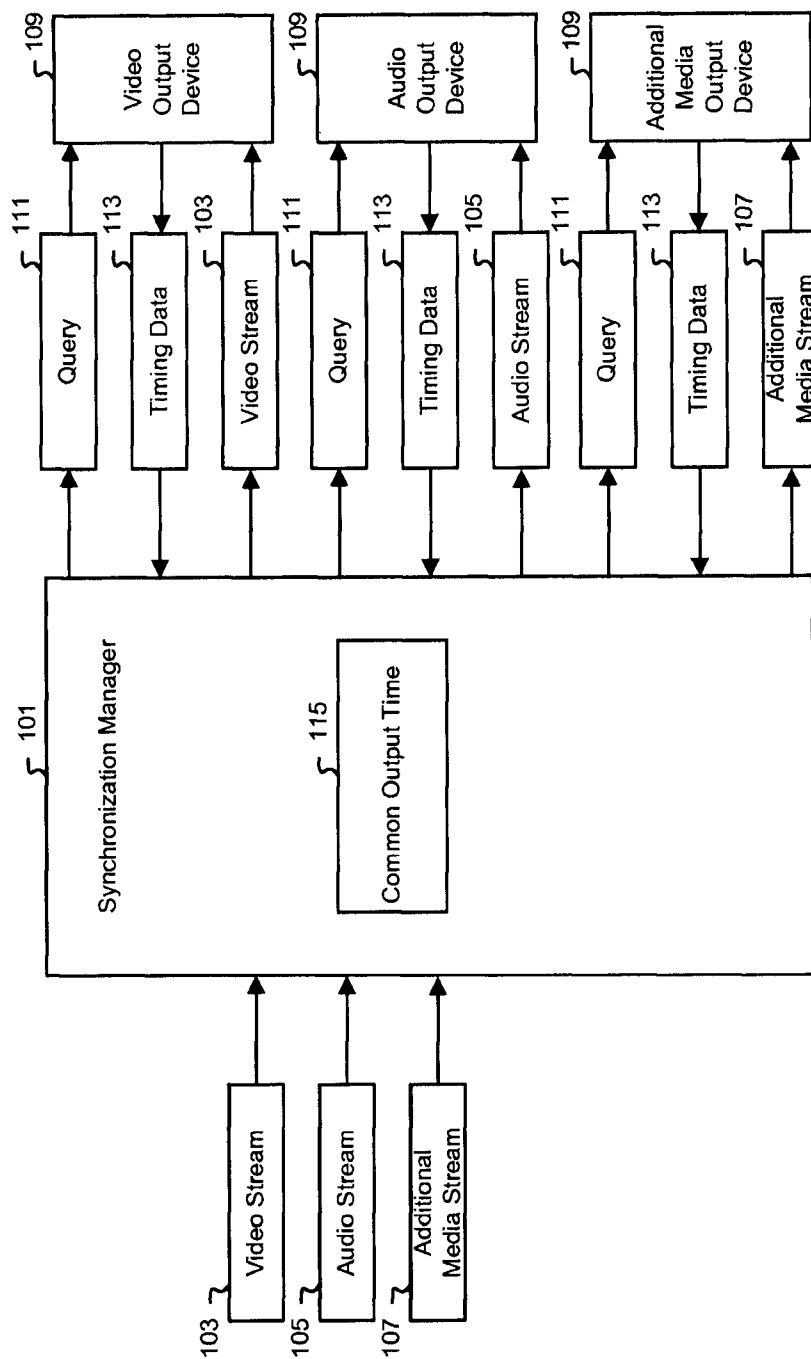 103
Video Stream
105
Audio Stream
107
Additional
Media Stream
101
Synchronization Manager
115
Common Output Time
111
Query
113
Timing Data
103
Video Stream
111
Query
113
Timing Data
105
Audio Stream
111
Query
113
Timing Data
107
Additional
Media Stream
109
Video
Output
Device
109
Audio
Output
Device
109
Additional
Media
Output
Device